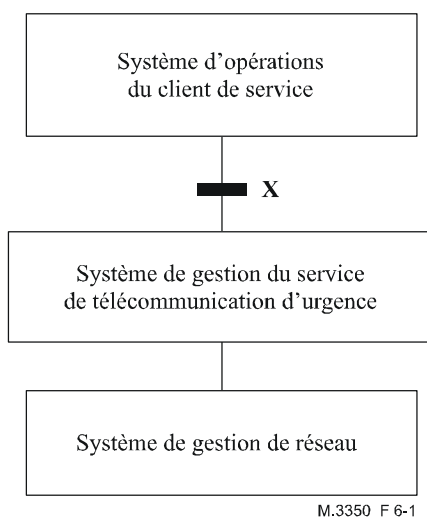 Système d'opérations
du client de service
X
Système de gestion du service
de télécommunication d'urgence
Système de gestion de réseau
M.3350 F 6-1